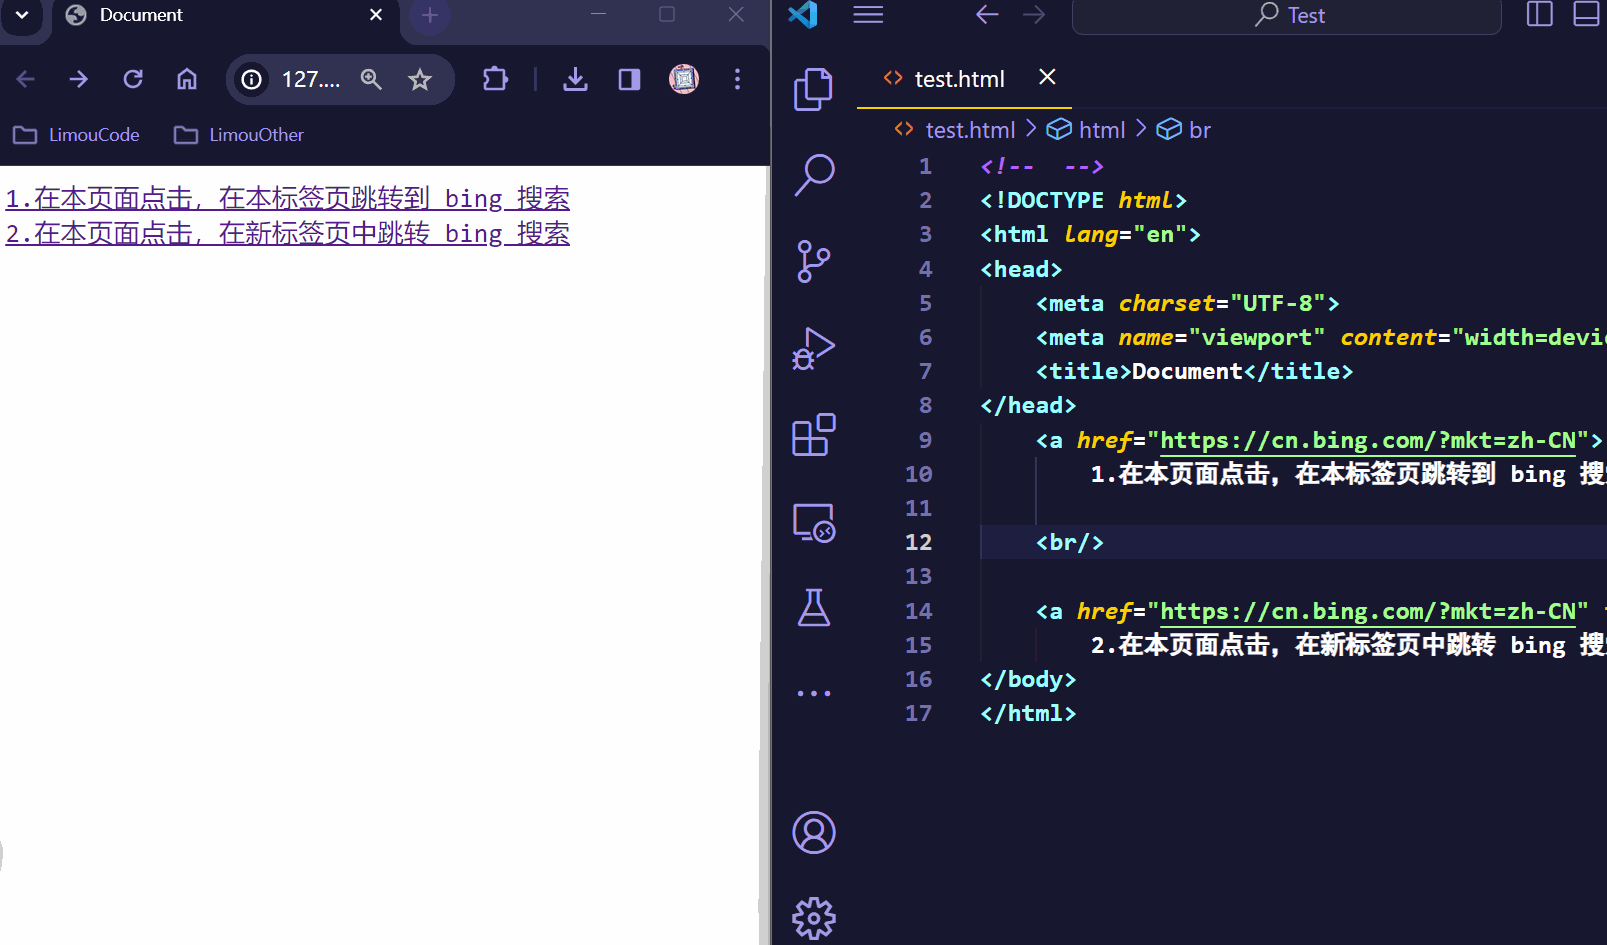 Document
127....
LimouCode
LimouOther
1.在本页面点击，在本标签页跳转到 bing 搜索
2.在本页面点击，在新标签页中跳转 bing 搜索
Test
test.html
test.html > html > br
1 <!--  -->
2 <!DOCTYPE html>
3 <html lang="en">
4 <head>
5 <meta charset="UTF-8">
6 <meta name="viewport" content="width=devi
7 <title>Document</title>
8 </head>
9 <a href="https://cn.bing.com/?mkt=zh-CN">
10 1.在本页面点击，在本标签页跳转到 bing 搜
11
12 <br/>
13
14 <a href="https://cn.bing.com/?mkt=zh-CN"
15 2.在本页面点击，在新标签页中跳转 bing 搜
16 </body>
17 </html>